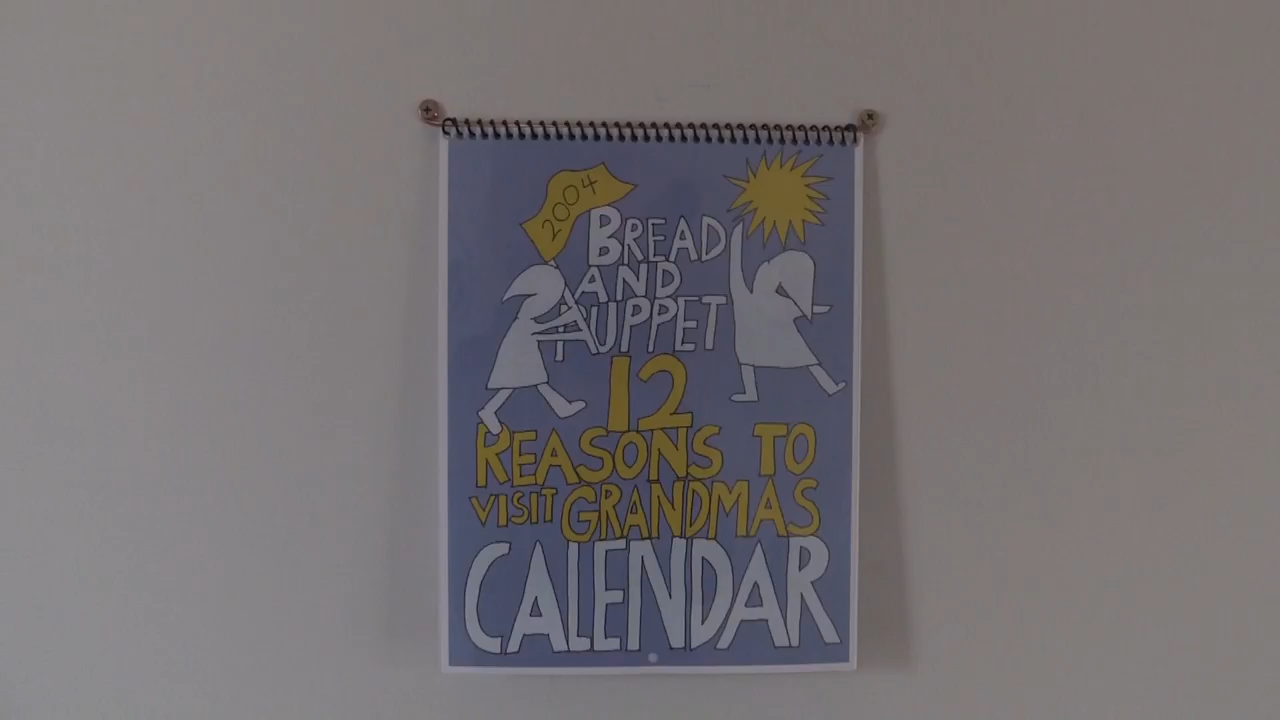 2004
BREAD
AND
PUPPET
12
REASONS TO
VISIT GRANDMAS
CALENDAR